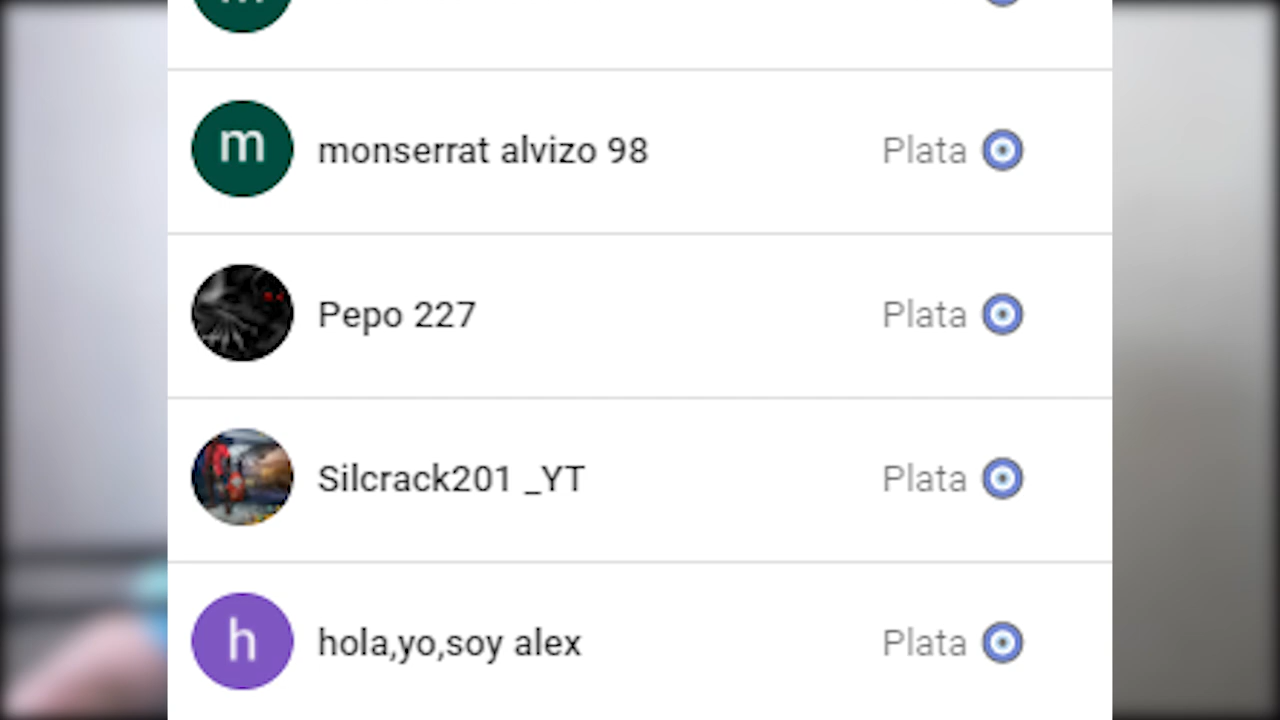 m
monserrat alvizo 98 Plata
Pepo 227 Plata
Silcrack201 _YT Plata
h
hola,yo,soy alex Plata